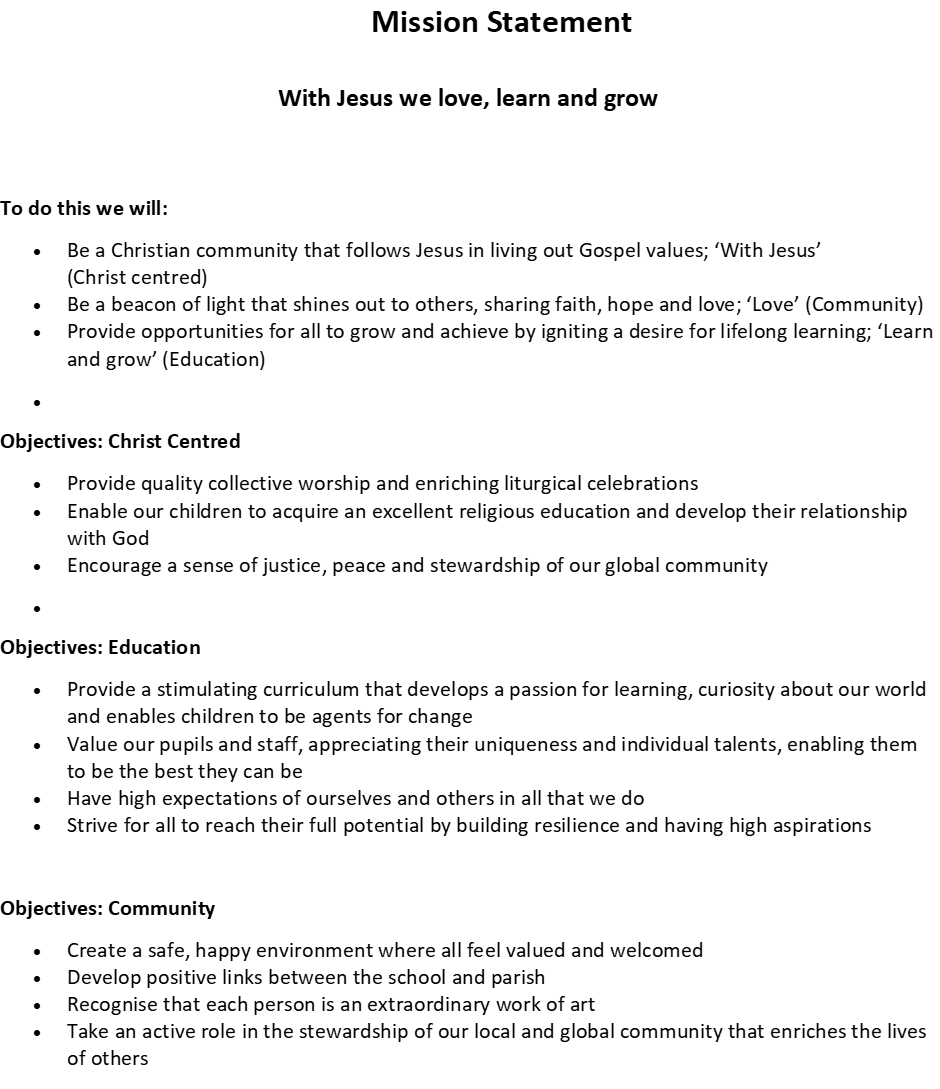 Mission Statement
With Jesus we love, learn and grow
To do this we will:
• Be a Christian community that follows Jesus in living out Gospel values; ‘With Jesus’
(Christ centred)
• Be a beacon of light that shines out to others, sharing faith, hope and love; ‘Love’ (Community)
• Provide opportunities for all to grow and achieve by igniting a desire for lifelong learning; ‘Learn
and grow’ (Education)
•
Objectives: Christ Centred
• Provide quality collective worship and enriching liturgical celebrations
• Enable our children to acquire an excellent religious education and develop their relationship
with God
• Encourage a sense of justice, peace and stewardship of our global community
•
Objectives: Education
• Provide a stimulating curriculum that develops a passion for learning, curiosity about our world
and enables children to be agents for change
• Value our pupils and staff, appreciating their uniqueness and individual talents, enabling them
to be the best they can be
• Have high expectations of ourselves and others in all that we do
• Strive for all to reach their full potential by building resilience and having high aspirations
Objectives: Community
• Create a safe, happy environment where all feel valued and welcomed
• Develop positive links between the school and parish
• Recognise that each person is an extraordinary work of art
• Take an active role in the stewardship of our local and global community that enriches the lives
of others